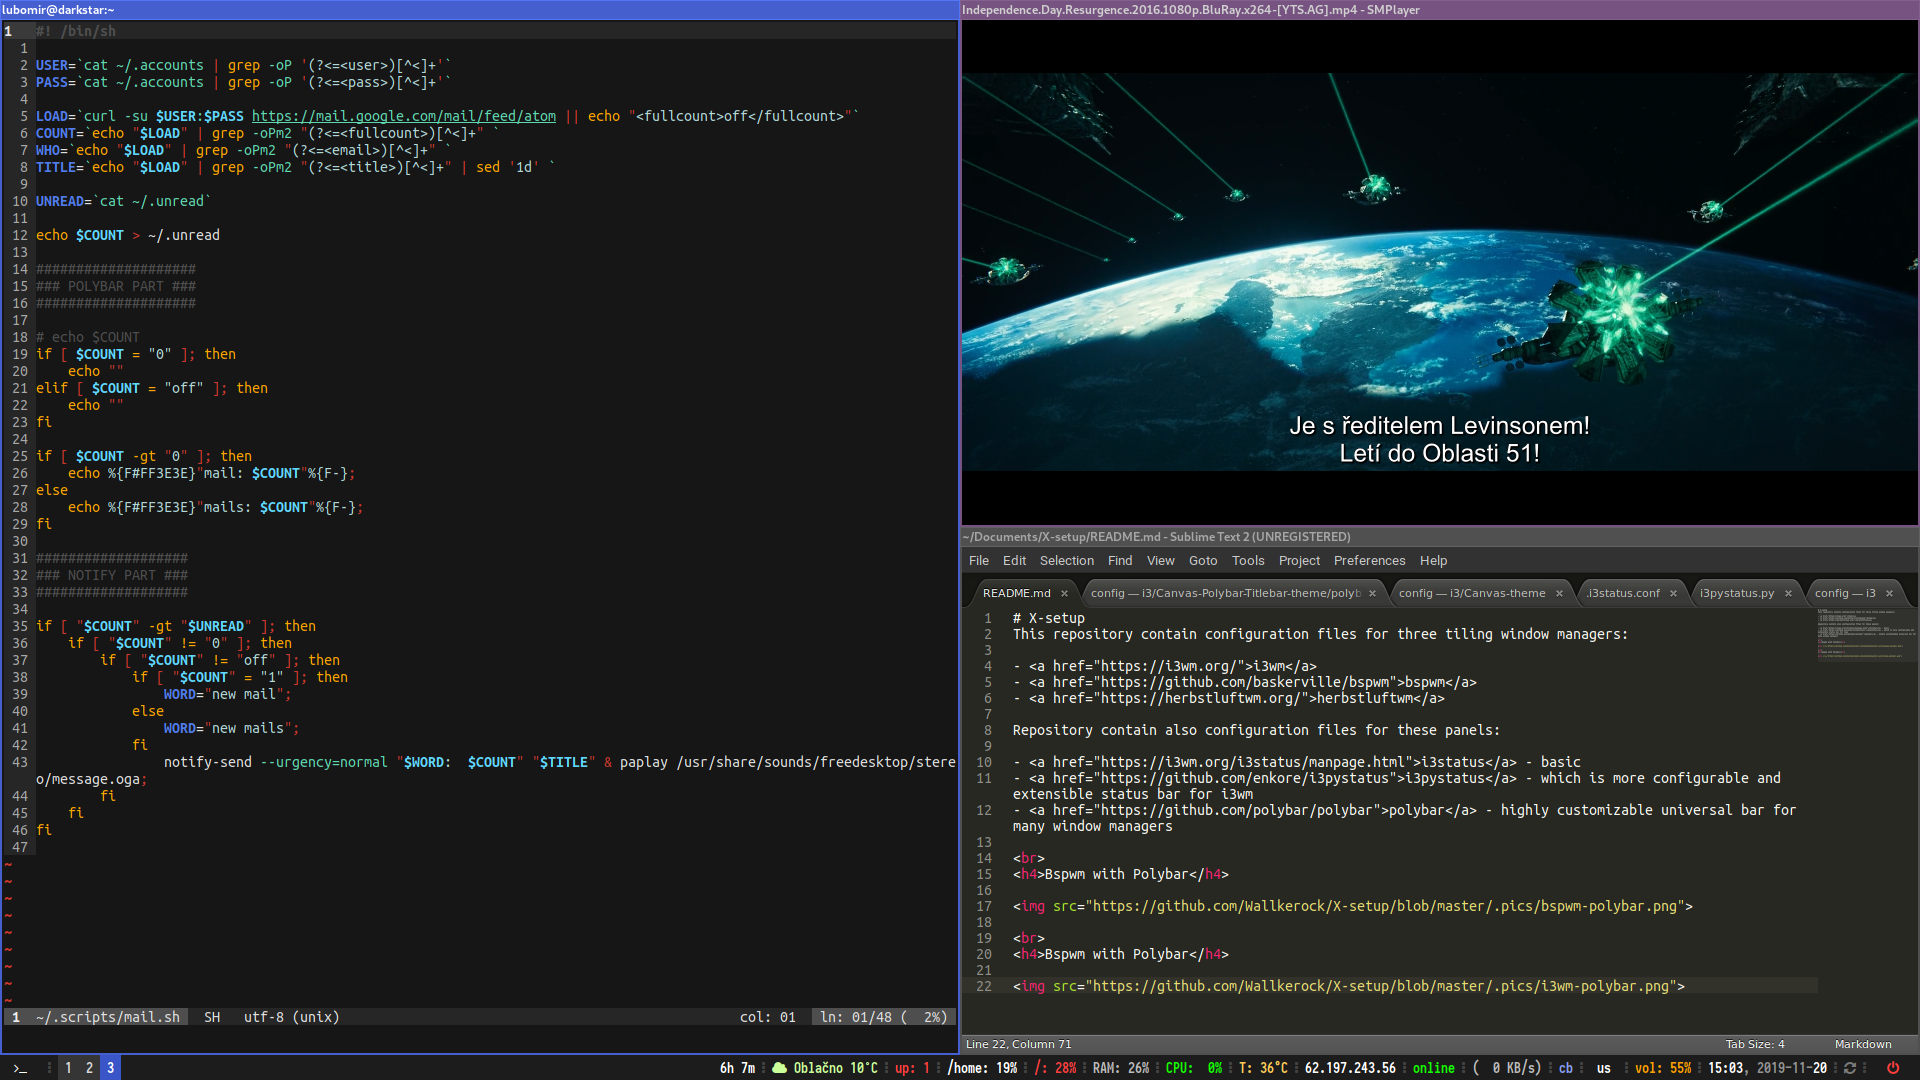 lubomir@darkstar:~
1 #! /bin/sh
1
2 USER=`cat ~/.accounts | grep -oP '(?<=<user>)[^<]+'`
3 PASS=`cat ~/.accounts | grep -oP '(?<=<pass>)[^<]+'`
4
5 LOAD=`curl -su $USER:$PASS https://mail.google.com/mail/feed/atom || echo "<fullcount>off</fullcount>"`
6 COUNT=`echo "$LOAD" | grep -oPm2 "(?<=<fullcount>)[^<]+" `
7 WHO=`echo "$LOAD" | grep -oPm2 "(?<=<email>)[^<]+" `
8 TITLE=`echo "$LOAD" | grep -oPm2 "(?<=<title>)[^<]+" | sed '1d' `
9
10 UNREAD=`cat ~/.unread`
11
12 echo $COUNT > ~/.unread
13
14 ####################
15 ### POLYBAR PART ###
16 ####################
17
18 # echo $COUNT
19 if [ $COUNT = "0" ]; then
20     echo ""
21 elif [ $COUNT = "off" ]; then
22     echo ""
23 fi
24
25 if [ $COUNT -gt "0" ]; then
26     echo %{F#FF3E3E}"mail: $COUNT"%{F-};
27 else
28     echo %{F#FF3E3E}"mails: $COUNT"%{F-};
29 fi
30
31 ###################
32 ### NOTIFY PART ###
33 ###################
34
35 if [ "$COUNT" -gt "$UNREAD" ]; then
36     if [ "$COUNT" != "0" ]; then
37         if [ "$COUNT" != "off" ]; then
38             if [ "$COUNT" = "1" ]; then
39                 WORD="new mail";
40             else
41                 WORD="new mails";
42             fi
43                 notify-send --urgency=normal "$WORD:  $COUNT" "$TITLE" & paplay /usr/share/sounds/freedesktop/stere
o/message.oga;
44         fi
45     fi
46 fi
47
~
~
~
~
~
~
~
~
~
1 ~/.scripts/mail.sh SH utf-8 (unix) col: 01 ln: 01/48 ( 2%)
Independence.Day.Resurgence.2016.1080p.BluRay.x264-[YTS.AG].mp4 - SMPlayer
Je s ředitelem Levinsonem!
Letí do Oblasti 51!
~/Documents/X-setup/README.md - Sublime Text 2 (UNREGISTERED)
File Edit Selection Find View Goto Tools Project Preferences Help
README.md × config — i3/Canvas-Polybar-Titlebar-theme/polyb × config — i3/Canvas-theme × .i3status.conf × i3pystatus.py × config — i3 ×
1 # X-setup
2 This repository contain configuration files for three tiling window managers:
3
4 - <a href="https://i3wm.org/">i3wm</a>
5 - <a href="https://github.com/baskerville/bspwm">bspwm</a>
6 - <a href="https://herbstluftwm.org/">herbstluftwm</a>
7
8 Repository contain also configuration files for these panels:
9
10 - <a href="https://i3wm.org/i3status/manpage.html">i3status</a> - basic
11 - <a href="https://github.com/enkore/i3pystatus">i3pystatus</a> - which is more configurable and
extensible status bar for i3wm
12 - <a href="https://github.com/polybar/polybar">polybar</a> - highly customizable universal bar for
many window managers
13
14 <br>
15 <h4>Bspwm with Polybar</h4>
16
17 <img src="https://github.com/Wallkerock/X-setup/blob/master/.pics/bspwm-polybar.png">
18
19 <br>
20 <h4>Bspwm with Polybar</h4>
21
22 <img src="https://github.com/Wallkerock/X-setup/blob/master/.pics/i3wm-polybar.png">
Line 22, Column 71 Tab Size: 4 Markdown
>_ 1 2 3 6h 7m Oblačno 10°C up: 1 /home: 19% /: 28% RAM: 26% CPU: 0% T: 36°C 62.197.243.56 online ( 0 KB/s) cb us vol: 55% 15:03, 2019-11-20